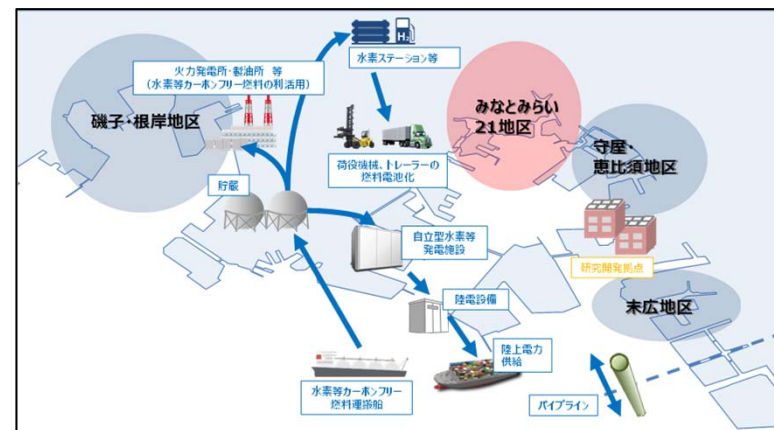 水素ステーション等
火力発電所・製油所 等
(水素等カーボンフリー燃料の利活用)
磯子・根岸地区
みなとみらい
21地区
守屋・
恵比須地区
荷役機械、トレーラーの
燃料電池化
貯蔵
自立型水素等
発電施設
研究開発拠点
陸電設備
末広地区
陸上電力
供給
水素等カーボンフリー
燃料運搬船
パイプライン